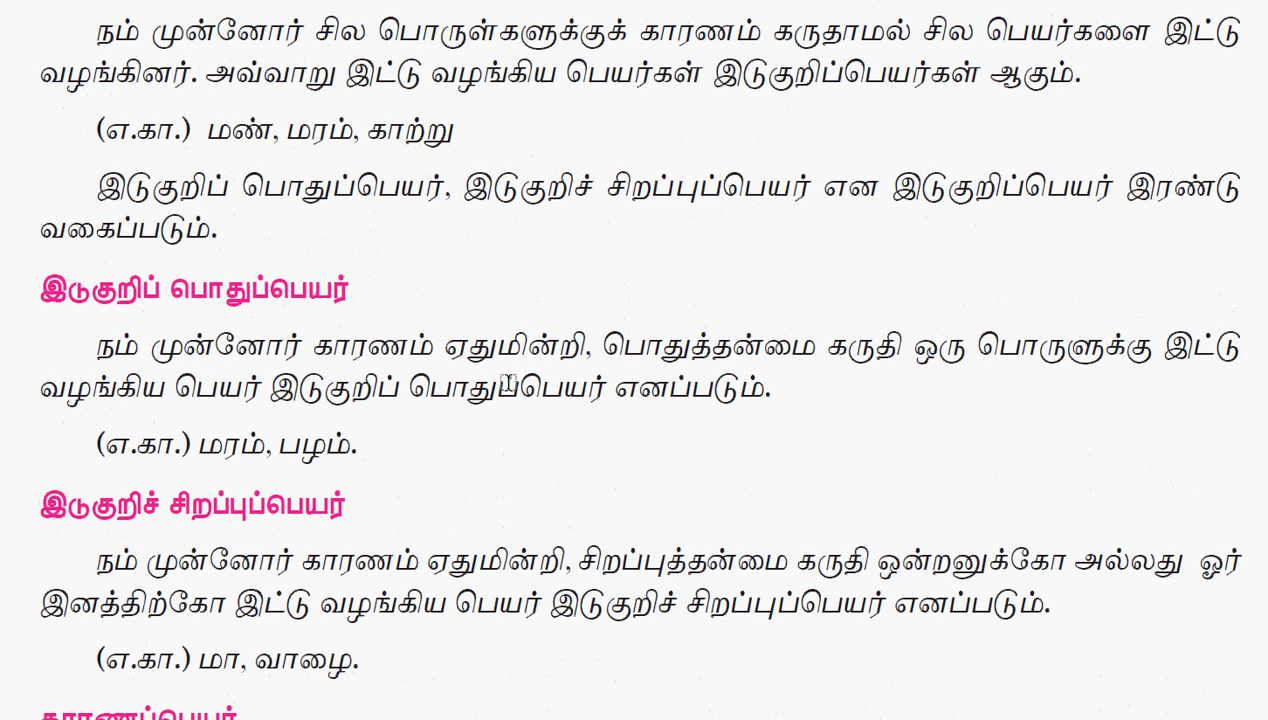 நம் முன்னோர் சில பொருள்களுக்குக் காரணம் கருதாமல் சில பெயர்களை இட்டு
வழங்கினர். அவ்வாறு இட்டு வழங்கிய பெயர்கள் இடுகுறிப்பெயர்கள் ஆகும்.
(எ.கா.) மண், மரம், காற்று
இடுகுறிப் பொதுப்பெயர், இடுகுறிச் சிறப்புப்பெயர் என இடுகுறிப்பெயர் இரண்டு
வகைப்படும்.
இடுகுறிப் பொதுப்பெயர்
நம் முன்னோர் காரணம் ஏதுமின்றி, பொதுத்தன்மை கருதி ஒரு பொருளுக்கு இட்டு
வழங்கிய பெயர் இடுகுறிப் பொதுப்பெயர் எனப்படும்.
(எ.கா.) மரம், பழம்.
இடுகுறிச் சிறப்புப்பெயர்
நம் முன்னோர் காரணம் ஏதுமின்றி, சிறப்புத்தன்மை கருதி ஒன்றனுக்கோ அல்லது ஓர்
இனத்திற்கோ இட்டு வழங்கிய பெயர் இடுகுறிச் சிறப்புப்பெயர் எனப்படும்.
(எ.கா.) மா, வாழை.
காரணப்பெயர்